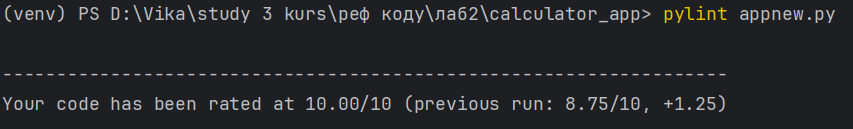 (venv) PS D:\Vika\study 3 kurs\реф коду\лаб2\calculator_app> pylint appnew.py
-------------------------------------------------------------------
Your code has been rated at 10.00/10 (previous run: 8.75/10, +1.25)